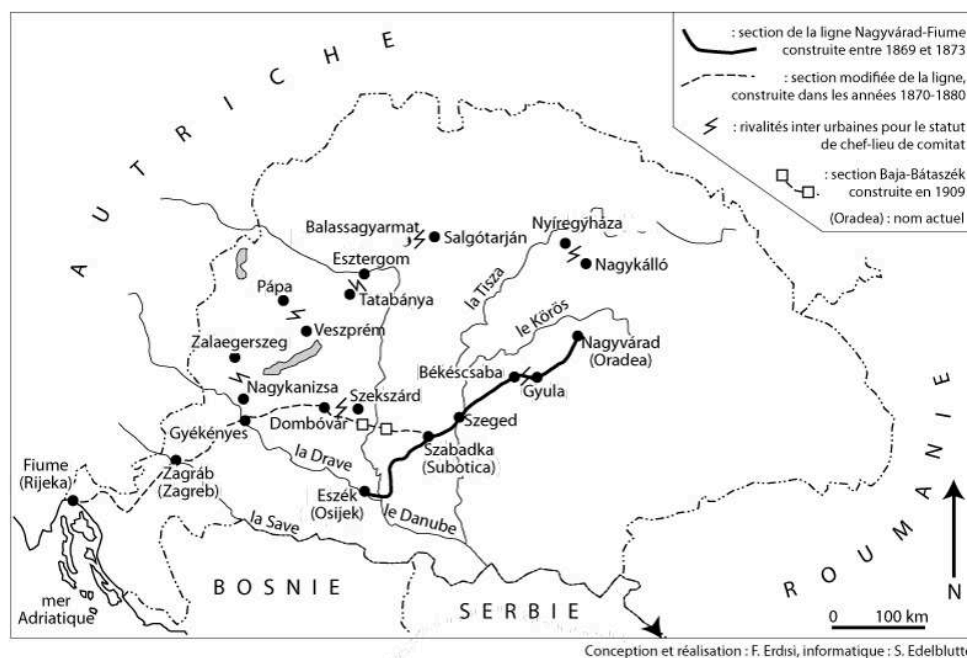 AUTRICHE
: section de la ligne Nagyvárad-Fiume
construite entre 1869 et 1873
: section modifiée de la ligne,
construite dans les années 1870-1880
: rivalités inter urbaines pour le statut
de chef-lieu de comitat
: section Baja-Bátaszék
construite en 1909
(Oradea) : nom actuel
Balassagyarmat
Salgótarján
Nyíregyháza
Nagykálló
Esztergom
Tatabánya
Pápa
Veszprém
la Tisza
le Körös
Zalaegerszeg
Nagykanizsa
Szekszárd
Dombóvár
Gyékényes
Békéscsaba
Gyula
Nagyvárad
(Oradea)
Szeged
Szabadka
(Subotica)
la Drave
Fiume
(Rijeka)
Zagráb
(Zagreb)
Eszék
(Osijek)
le Danube
la Save
mer
Adriatique
BOSNIE
SERBIE
ROUMANIE
N
0 100 km
Conception et réalisation : F. Erdısi, informatique : S. Edelblutte